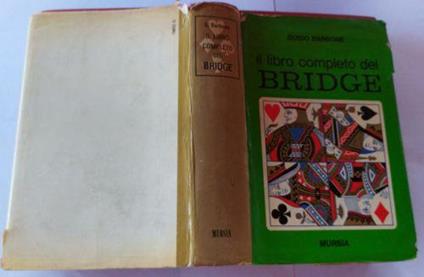 G. Barbone
IL LIBRO
COMPLETO
DEL
BRIDGE
MURSIA
GUIDO BARBONE
il libro completo del
BRIDGE
MURSIA